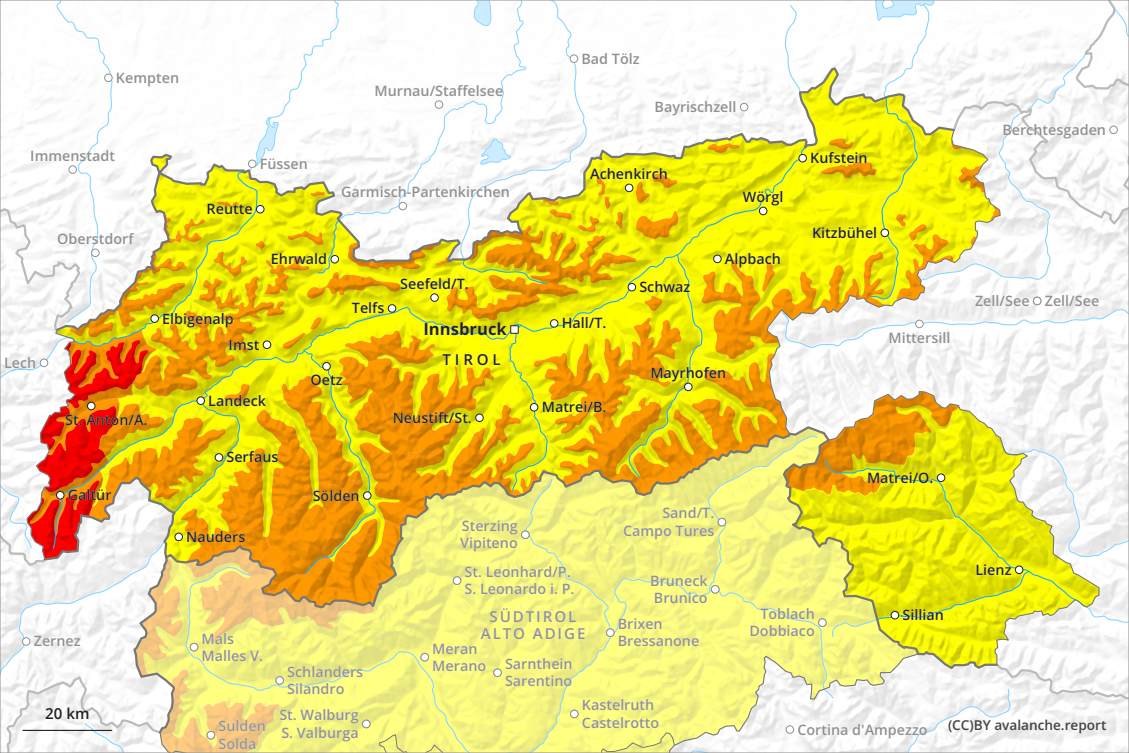 Kempten
Bad Tölz
Murnau/Staffelsee
Bayrischzell
Berchtesgaden
Immenstadt
Füssen
Kufstein
Achenkirch
Garmisch-Partenkirchen
Wörgl
Reutte
Kitzbühel
Oberstdorf
Ehrwald
Alpbach
Seefeld/T.
Schwaz
Zell/See
Zell/See
Telfs
Elbigenalp
Innsbruck
Hall/T.
Mittersill
Imst
TIROL
Lech
Oetz
Mayrhofen
Landeck
Matrei/B.
St. Anton/A.
Neustift/St.
Serfaus
Matrei/O.
Galtür
Sölden
Sand/T.
Campo Tures
Sterzing
Vipiteno
Nauders
St. Leonhard/P.
S. Leonardo i. P.
Lienz
Bruneck
Brunico
SÜDTIROL
ALTO ADIGE
Toblach
Dobbiaco
Sillian
Brixen
Bressanone
Zernez
Mals
Malles V.
Meran
Merano
Sarnthein
Sarentino
Schlanders
Silandro
20 km
St. Walburg
S. Valburga
Kastelruth
Castelrotto
Sulden
Solda
Cortina d'Ampezzo
(CC)BY avalanche.report